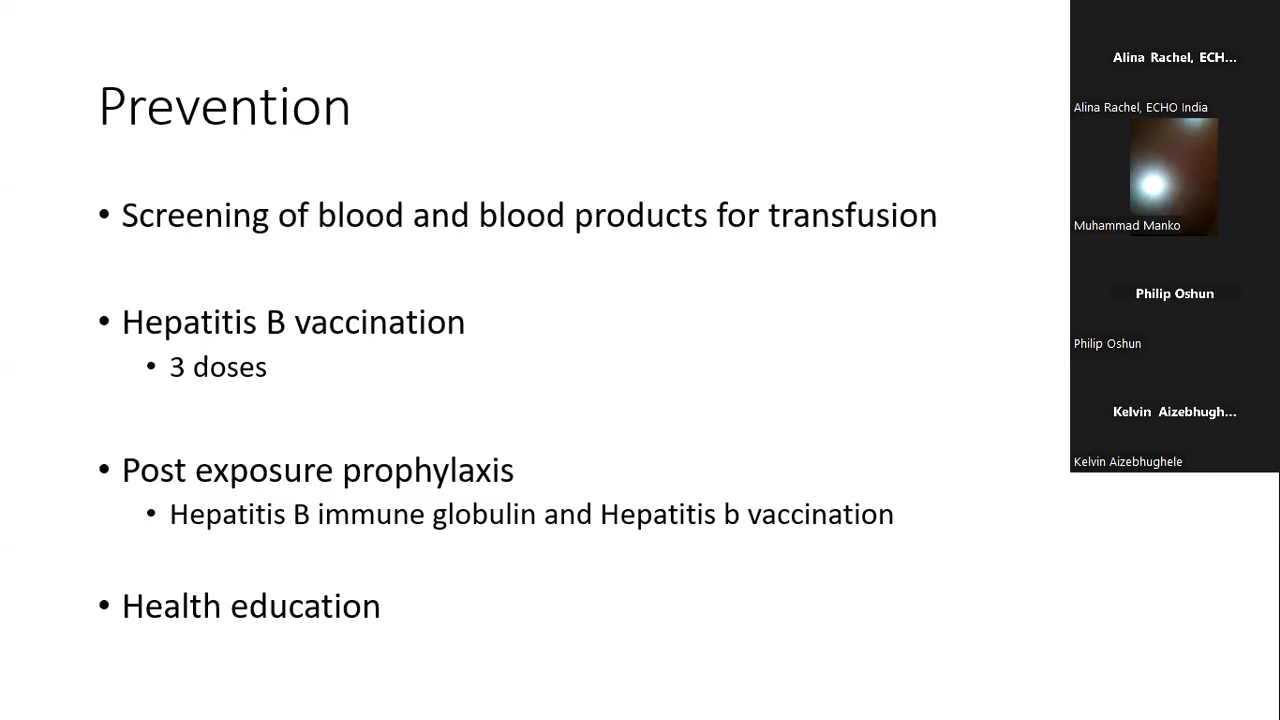 Prevention
• Screening of blood and blood products for transfusion
• Hepatitis B vaccination
• 3 doses
• Post exposure prophylaxis
• Hepatitis B immune globulin and Hepatitis b vaccination
• Health education
Alina Rachel, ECH...
Alina Rachel, ECHO India
Muhammad Manko
Philip Oshun
Philip Oshun
Kelvin Aizebhugh...
Kelvin Aizebhughele